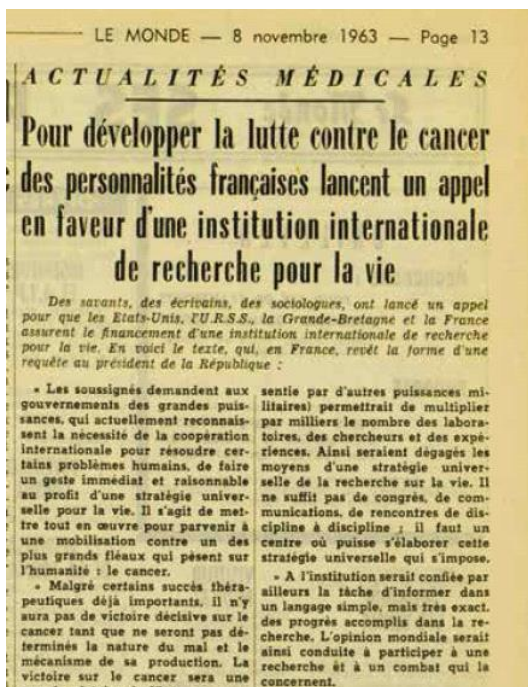 LE MONDE — 8 novembre 1963 — Page 13
ACTUALITÉS MÉDICALES
Pour développer la lutte contre le cancer
des personnalités françaises lancent un appel
en faveur d'une institution internationale
de recherche pour la vie
Des savants, des écrivains, des sociologues, ont lancé un appel
pour que les Etats-Unis, l'U.R.S.S., la Grande-Bretagne et la France
assurent le financement d'une institution internationale de recherche
pour la vie. En voici le texte, qui, en France, revêt la forme d'une
requête au président de la République :
« Les soussignés demandent aux
gouvernements des grandes puis-
sances, qui actuellement reconnais-
sent la nécessité de la coopération
internationale pour résoudre cer-
tains problèmes humains, de faire
un geste immédiat et raisonnable
au profit d'une stratégie univer-
selle pour la vie. Il s'agit de met-
tre tout en œuvre pour parvenir à
une mobilisation contre un des
plus grands fléaux qui pèsent sur
l'humanité : le cancer.
» Malgré certains succès théra-
peutiques déjà importants, il n'y
aura pas de victoire décisive sur le
cancer tant que ne seront pas dé-
terminés la nature du mal et le
mécanisme de sa production. La
victoire sur le cancer sera une
sentie par d'autres puissances mi-
litaires) permettrait de multiplier
par milliers le nombre des labora-
toires, des chercheurs et des expé-
riences. Ainsi seraient dégagés les
moyens d'une stratégie univer-
selle de la recherche sur la vie. Il
ne suffit pas de congrès, de com-
munications, de rencontres de dis-
cipline à discipline ; il faut un
centre où puisse s'élaborer cette
stratégie universelle qui s'impose.
» A l'institution serait confiée par
ailleurs la tâche d'informer dans
un langage simple, mais très exact,
des progrès accomplis dans la re-
cherche. L'opinion mondiale serait
ainsi conduite à participer à une
recherche et à un combat qui la
concernent.